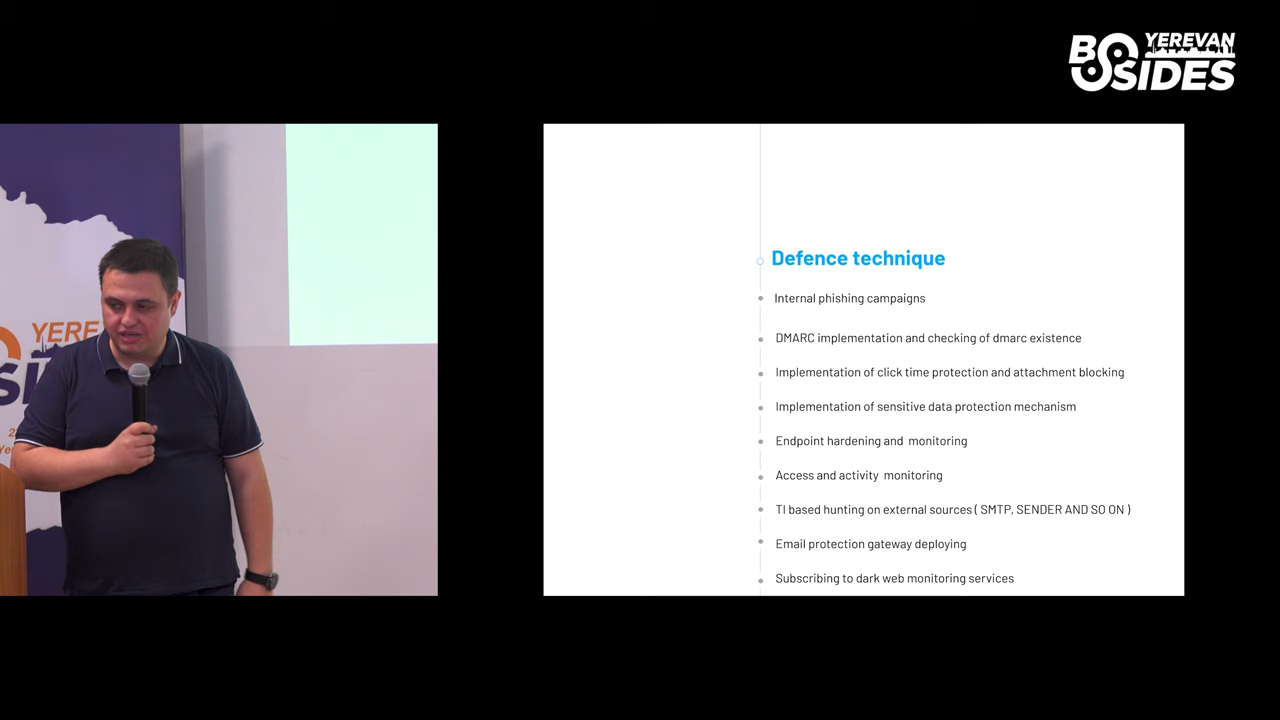 YEREVAN
BSIDES
YERE
Defence technique
Internal phishing campaigns
DMARC implementation and checking of dmarc existence
Implementation of click time protection and attachment blocking
Implementation of sensitive data protection mechanism
Endpoint hardening and monitoring
Access and activity monitoring
TI based hunting on external sources ( SMTP, SENDER AND SO ON )
Email protection gateway deploying
Subscribing to dark web monitoring services